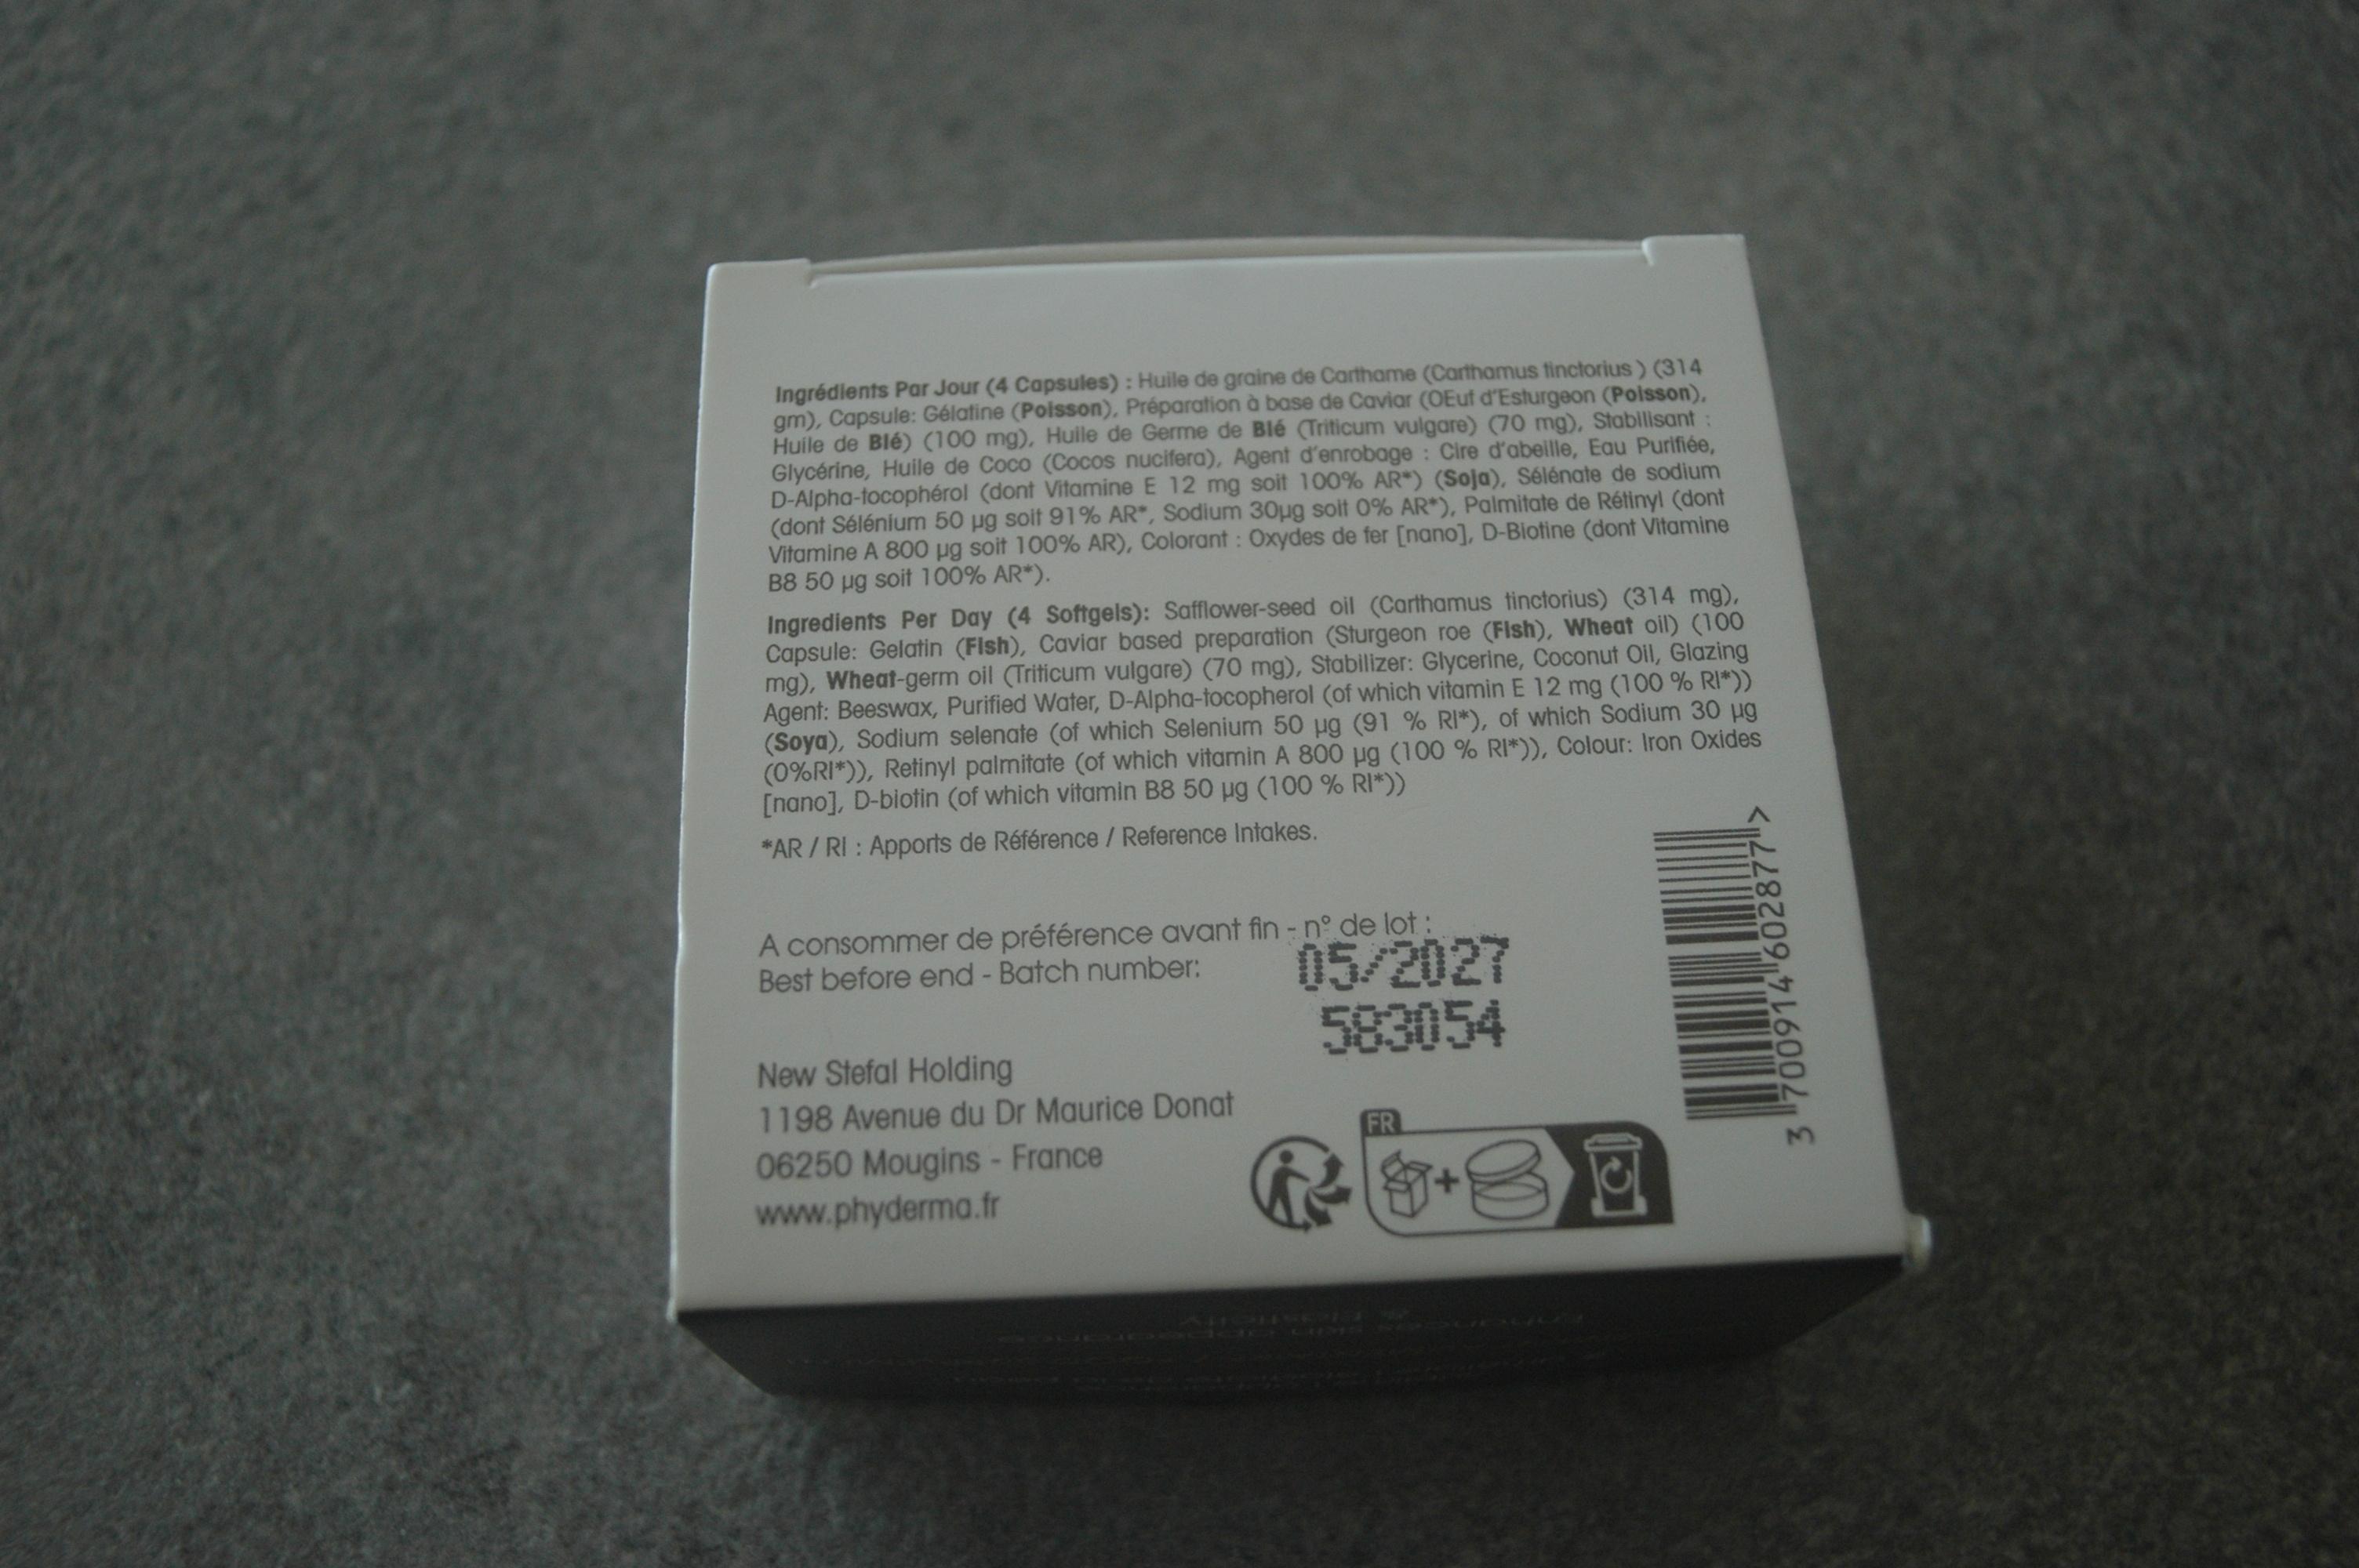 Ingrédients Par Jour (4 Capsules) : Huile de graine de Carthame (Carthamus tinctorius ) (314
gm), Capsule: Gélatine (Poisson), Préparation à base de Caviar (OEuf d'Esturgeon (Poisson),
Huile de Blé) (100 mg), Huile de Germe de Blé (Triticum vulgare) (70 mg), Stabilisant :
Glycérine, Huile de Coco (Cocos nucifera), Agent d'enrobage : Cire d'abeille, Eau Purifiée,
D-Alpha-tocophérol (dont Vitamine E 12 mg soit 100% AR*) (Soja), Sélénate de sodium
(dont Sélénium 50 µg soit 91% AR*, Sodium 30µg soit 0% AR*), Palmitate de Rétinyl (dont
Vitamine A 800 µg soit 100% AR), Colorant : Oxydes de fer [nano], D-Biotine (dont Vitamine
B8 50 µg soit 100% AR*).
Ingredients Per Day (4 Softgels): Safflower-seed oil (Carthamus tinctorius) (314 mg),
Capsule: Gelatin (Fish), Caviar based preparation (Sturgeon roe (Fish), Wheat oil) (100
mg), Wheat-germ oil (Triticum vulgare) (70 mg), Stabilizer: Glycerine, Coconut Oil, Glazing
Agent: Beeswax, Purified Water, D-Alpha-tocopherol (of which vitamin E 12 mg (100 % RI*))
(Soya), Sodium selenate (of which Selenium 50 µg (91 % RI*), of which Sodium 30 µg
(0%RI*)), Retinyl palmitate (of which vitamin A 800 µg (100 % RI*)), Colour: Iron Oxides
[nano], D-biotin (of which vitamin B8 50 µg (100 % RI*))
*AR / RI : Apports de Référence / Reference Intakes.
A consommer de préférence avant fin - n° de lot :
Best before end - Batch number:
05/2027
583054
New Stefal Holding
1198 Avenue du Dr Maurice Donat
06250 Mougins - France
www.phyderma.fr
FR
3 700914 602877 >
enhances skin appearance
& elasticity